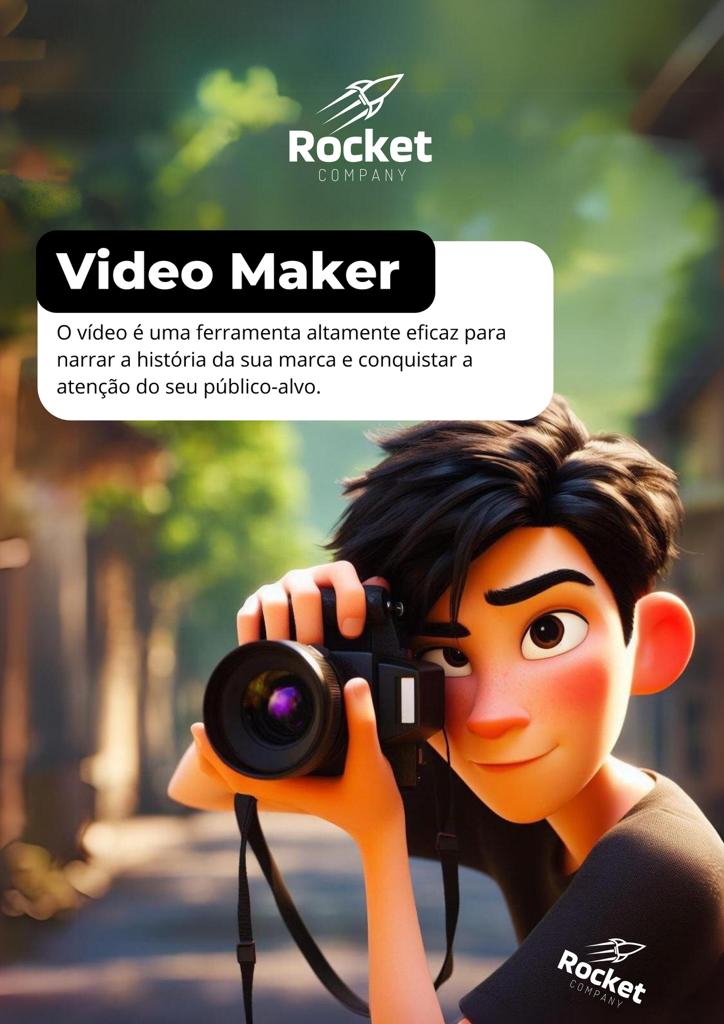 Rocket
COMPANY
Video Maker
O vídeo é uma ferramenta altamente eficaz para
narrar a história da sua marca e conquistar a
atenção do seu público-alvo.
Rocket
COMPANY